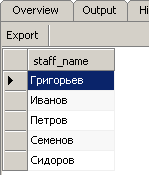 Overview Output Hi
Export
staff_name
Григорьев
Иванов
Петров
Семенов
Сидоров